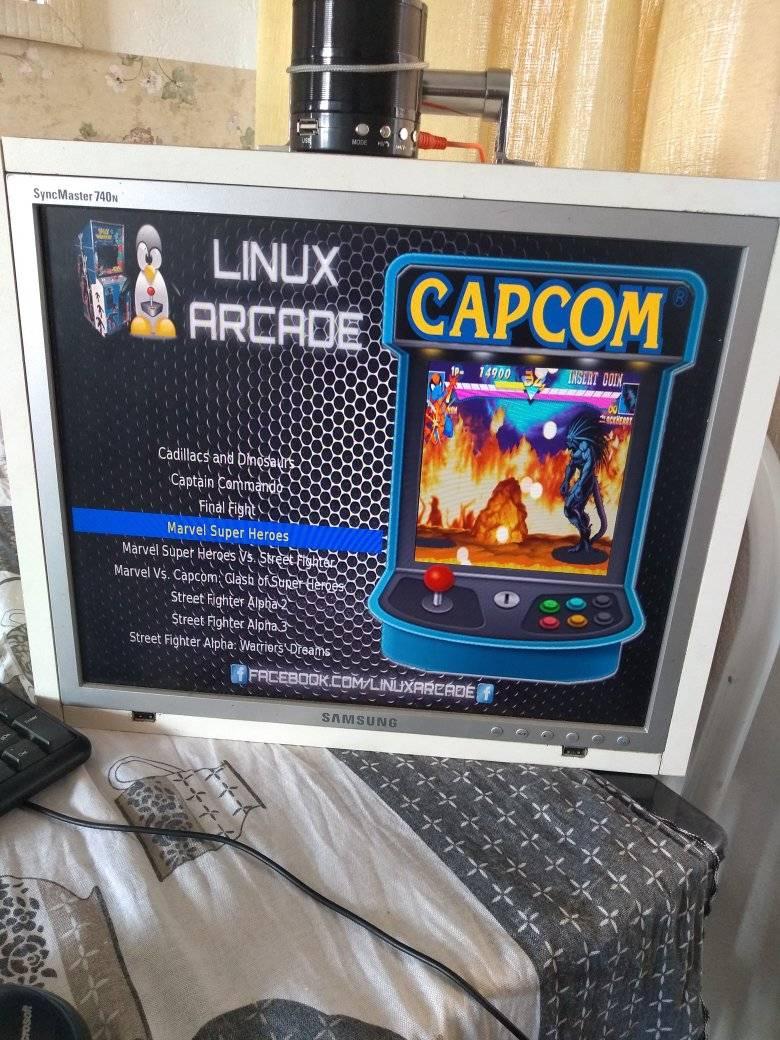 USB
MODE
SyncMaster 740N
LINUX
ARCADE
CAPCOM®
1P- 14900
INSERT COIN
Cadillacs and Dinosaurs
Captain Commando
Final Fight
Marvel Super Heroes
Marvel Super Heroes Vs. Street Fighter
Marvel Vs. Capcom: Clash of Super Heroes
Street Fighter Alpha 2
Street Fighter Alpha 3
Street Fighter Alpha: Warriors' Dreams
FACEBOOK.COM/LINUXARCADE
SAMSUNG